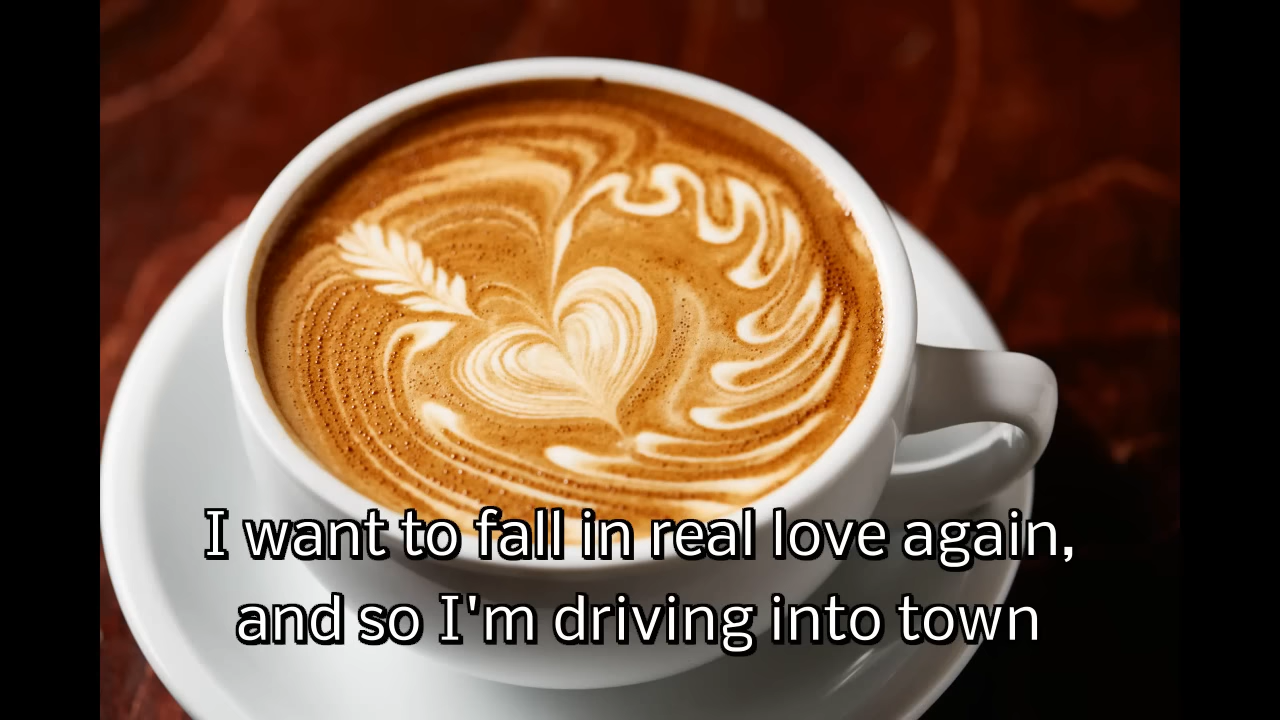 I want to fall in real love again,
and so I'm driving into town